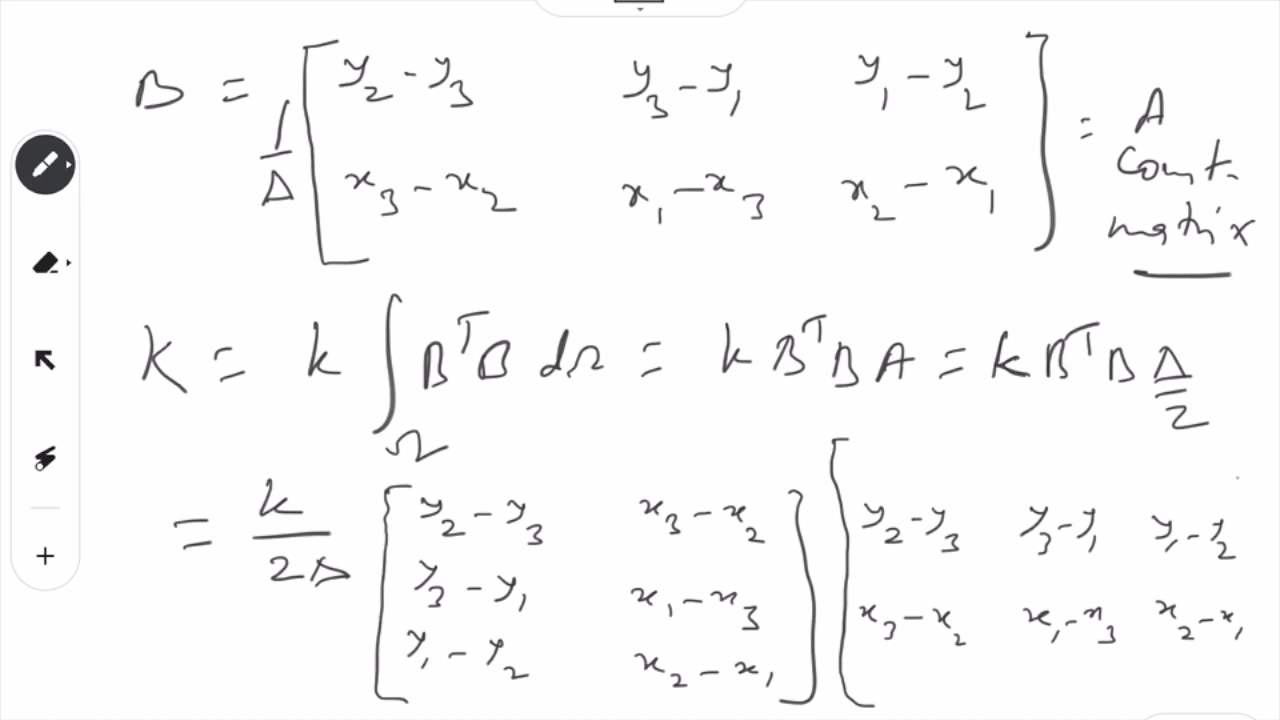 B = 1/Δ [ y₂ - y₃ y₃ - y₁ y₁ - y₂ ] = A
[ x₃ - x₂ x₁ - x₃ x₂ - x₁ ] const.
matrix
K = k ∫_Ω BᵀB dΩ = k BᵀB A = k BᵀB Δ/2
= k/2Δ [ y₂ - y₃ x₃ - x₂ ] [ y₂ - y₃ y₃ - y₁ y₁ - y₂
[ y₃ - y₁ x₁ - x₃ ] [ x₃ - x₂ x₁ - x₃ x₂ - x₁
[ y₁ - y₂ x₂ - x₁ ]